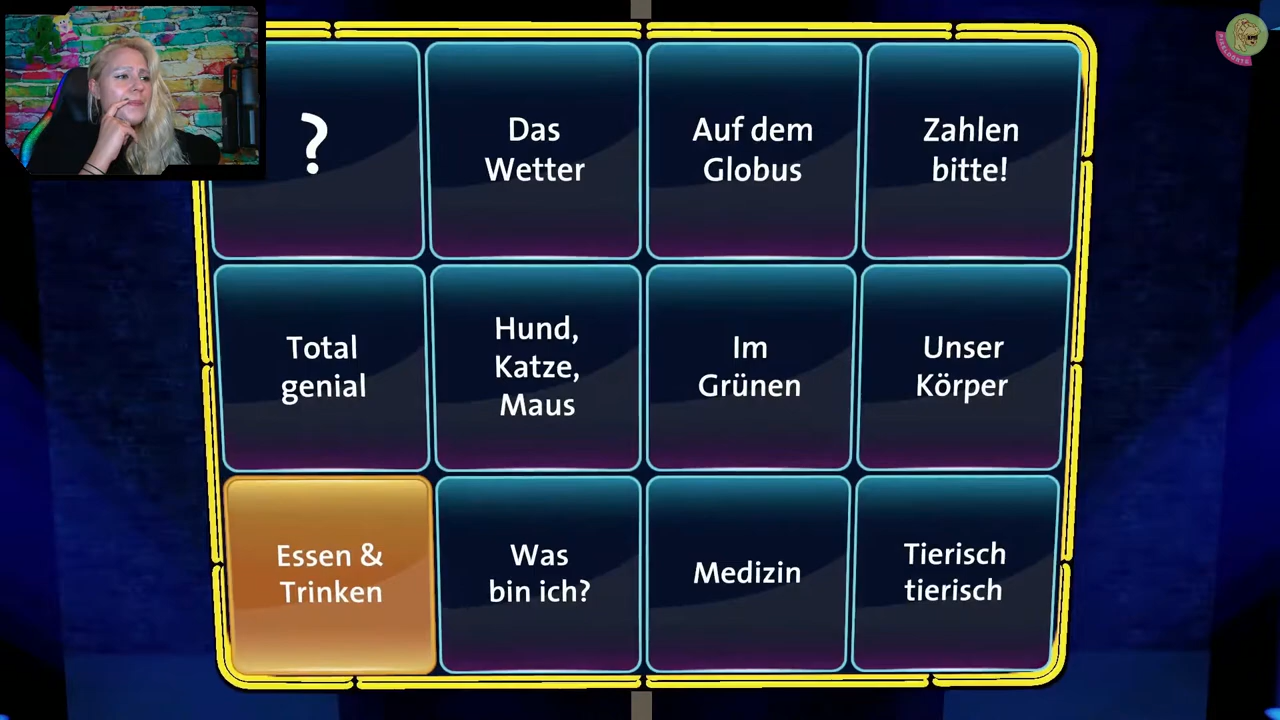 ?
Das
Wetter
Auf dem
Globus
Zahlen
bitte!
Total
genial
Hund,
Katze,
Maus
Im
Grünen
Unser
Körper
Essen &
Trinken
Was
bin ich?
Medizin
Tierisch
tierisch